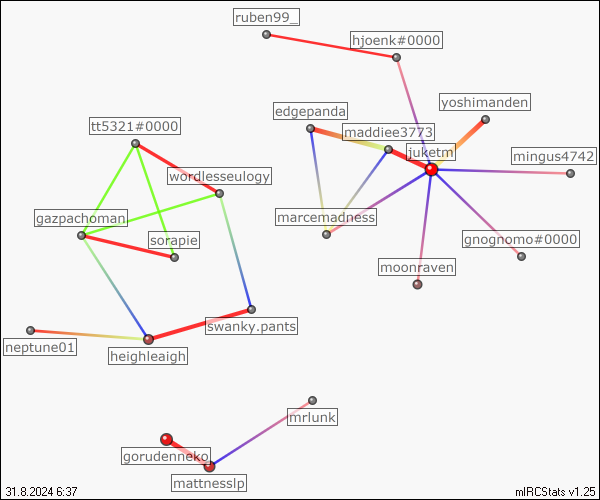 ruben99_
hjoenk#0000
yoshimanden
edgepanda
tt5321#0000
maddiee3773
juketm
mingus4742
wordlesseulogy
gazpachoman
marcemadness
sorapie
gnognomo#0000
moonraven
swanky.pants
neptune01
heighleaigh
mrlunk
gorudenneko
mattnesslp
31.8.2024 6:37
mIRCStats v1.25